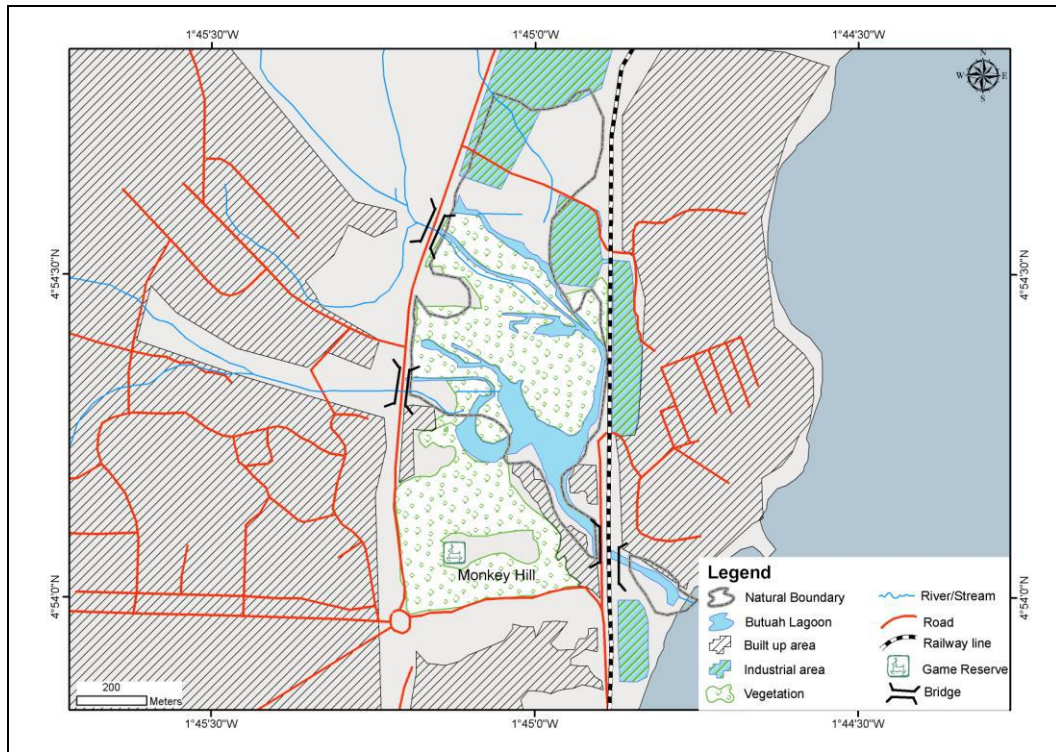 1°45'30"W 1°45'0"W 1°44'30"W
N
W E
S
4°54'30"N 4°54'30"N
Monkey Hill
4°54'0"N 4°54'0"N
Legend
Natural Boundary
Butuah Lagoon
Built up area
Industrial area
Vegetation
River/Stream
Road
Railway line
Game Reserve
Bridge
200
Meters
1°45'30"W 1°45'0"W 1°44'30"W